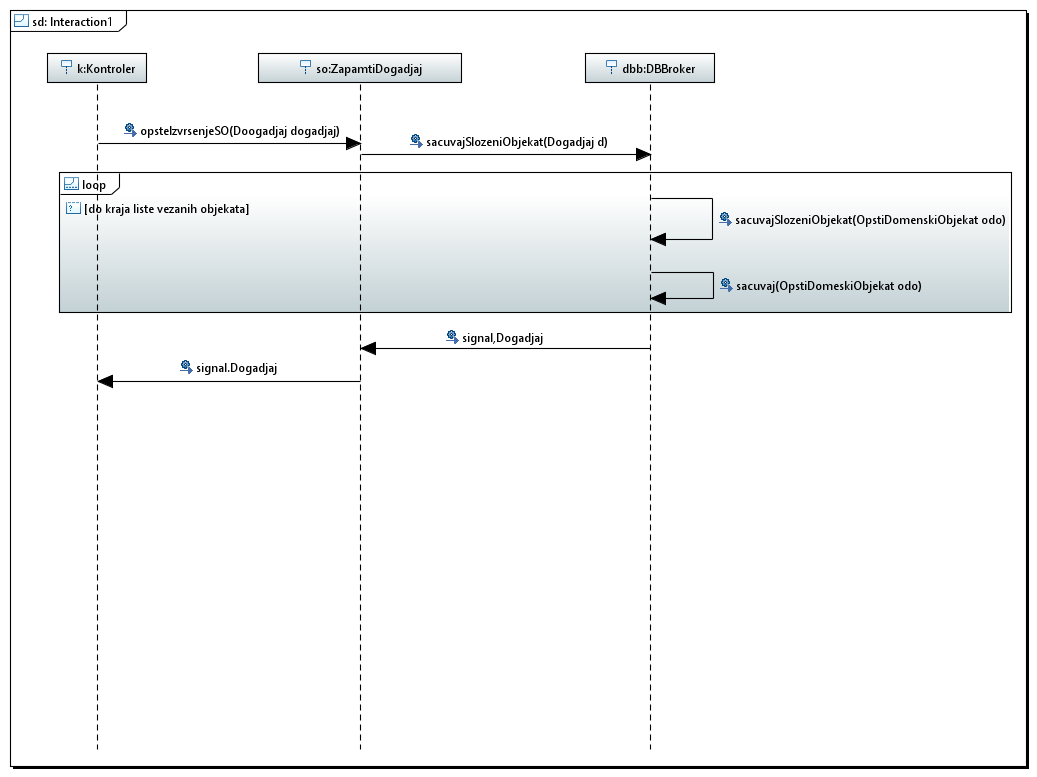 sd: Interaction1
k:Kontroler
so:ZapamtiDogadjaj
dbb:DBBroker
opsteIzvrsenjeSO(Doogadjaj dogadjaj)
sacuvajSlozeniObjekat(Dogadjaj d)
loop
[do kraja liste vezanih objekata]
sacuvajSlozeniObjekat(OpstiDomenskiObjekat odo)
sacuvaj(OpstiDomeskiObjekat odo)
signal,Dogadjaj
signal.Dogadjaj